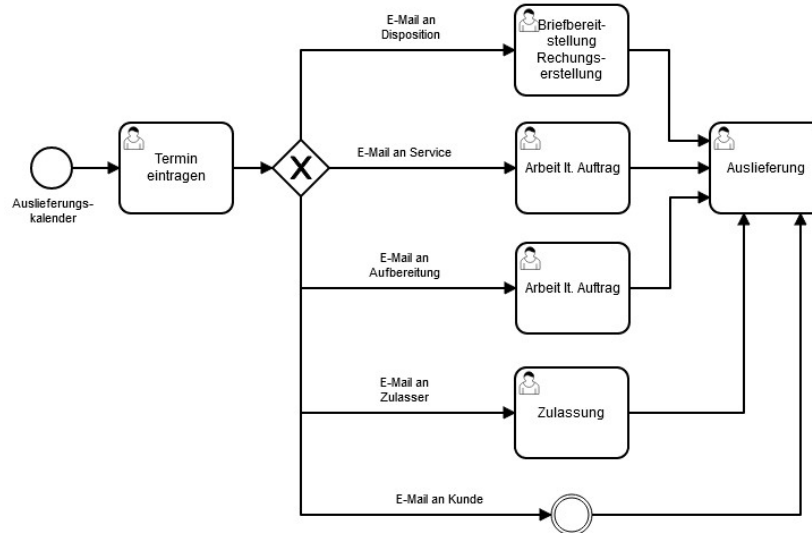 E-Mail an
Disposition
Briefbereit-
stellung
Rechungs-
erstellung
Termin
eintragen
Auslieferungs-
kalender
E-Mail an Service
Arbeit lt. Auftrag
Auslieferung
E-Mail an
Aufbereitung
Arbeit lt. Auftrag
E-Mail an
Zulasser
Zulassung
E-Mail an Kunde